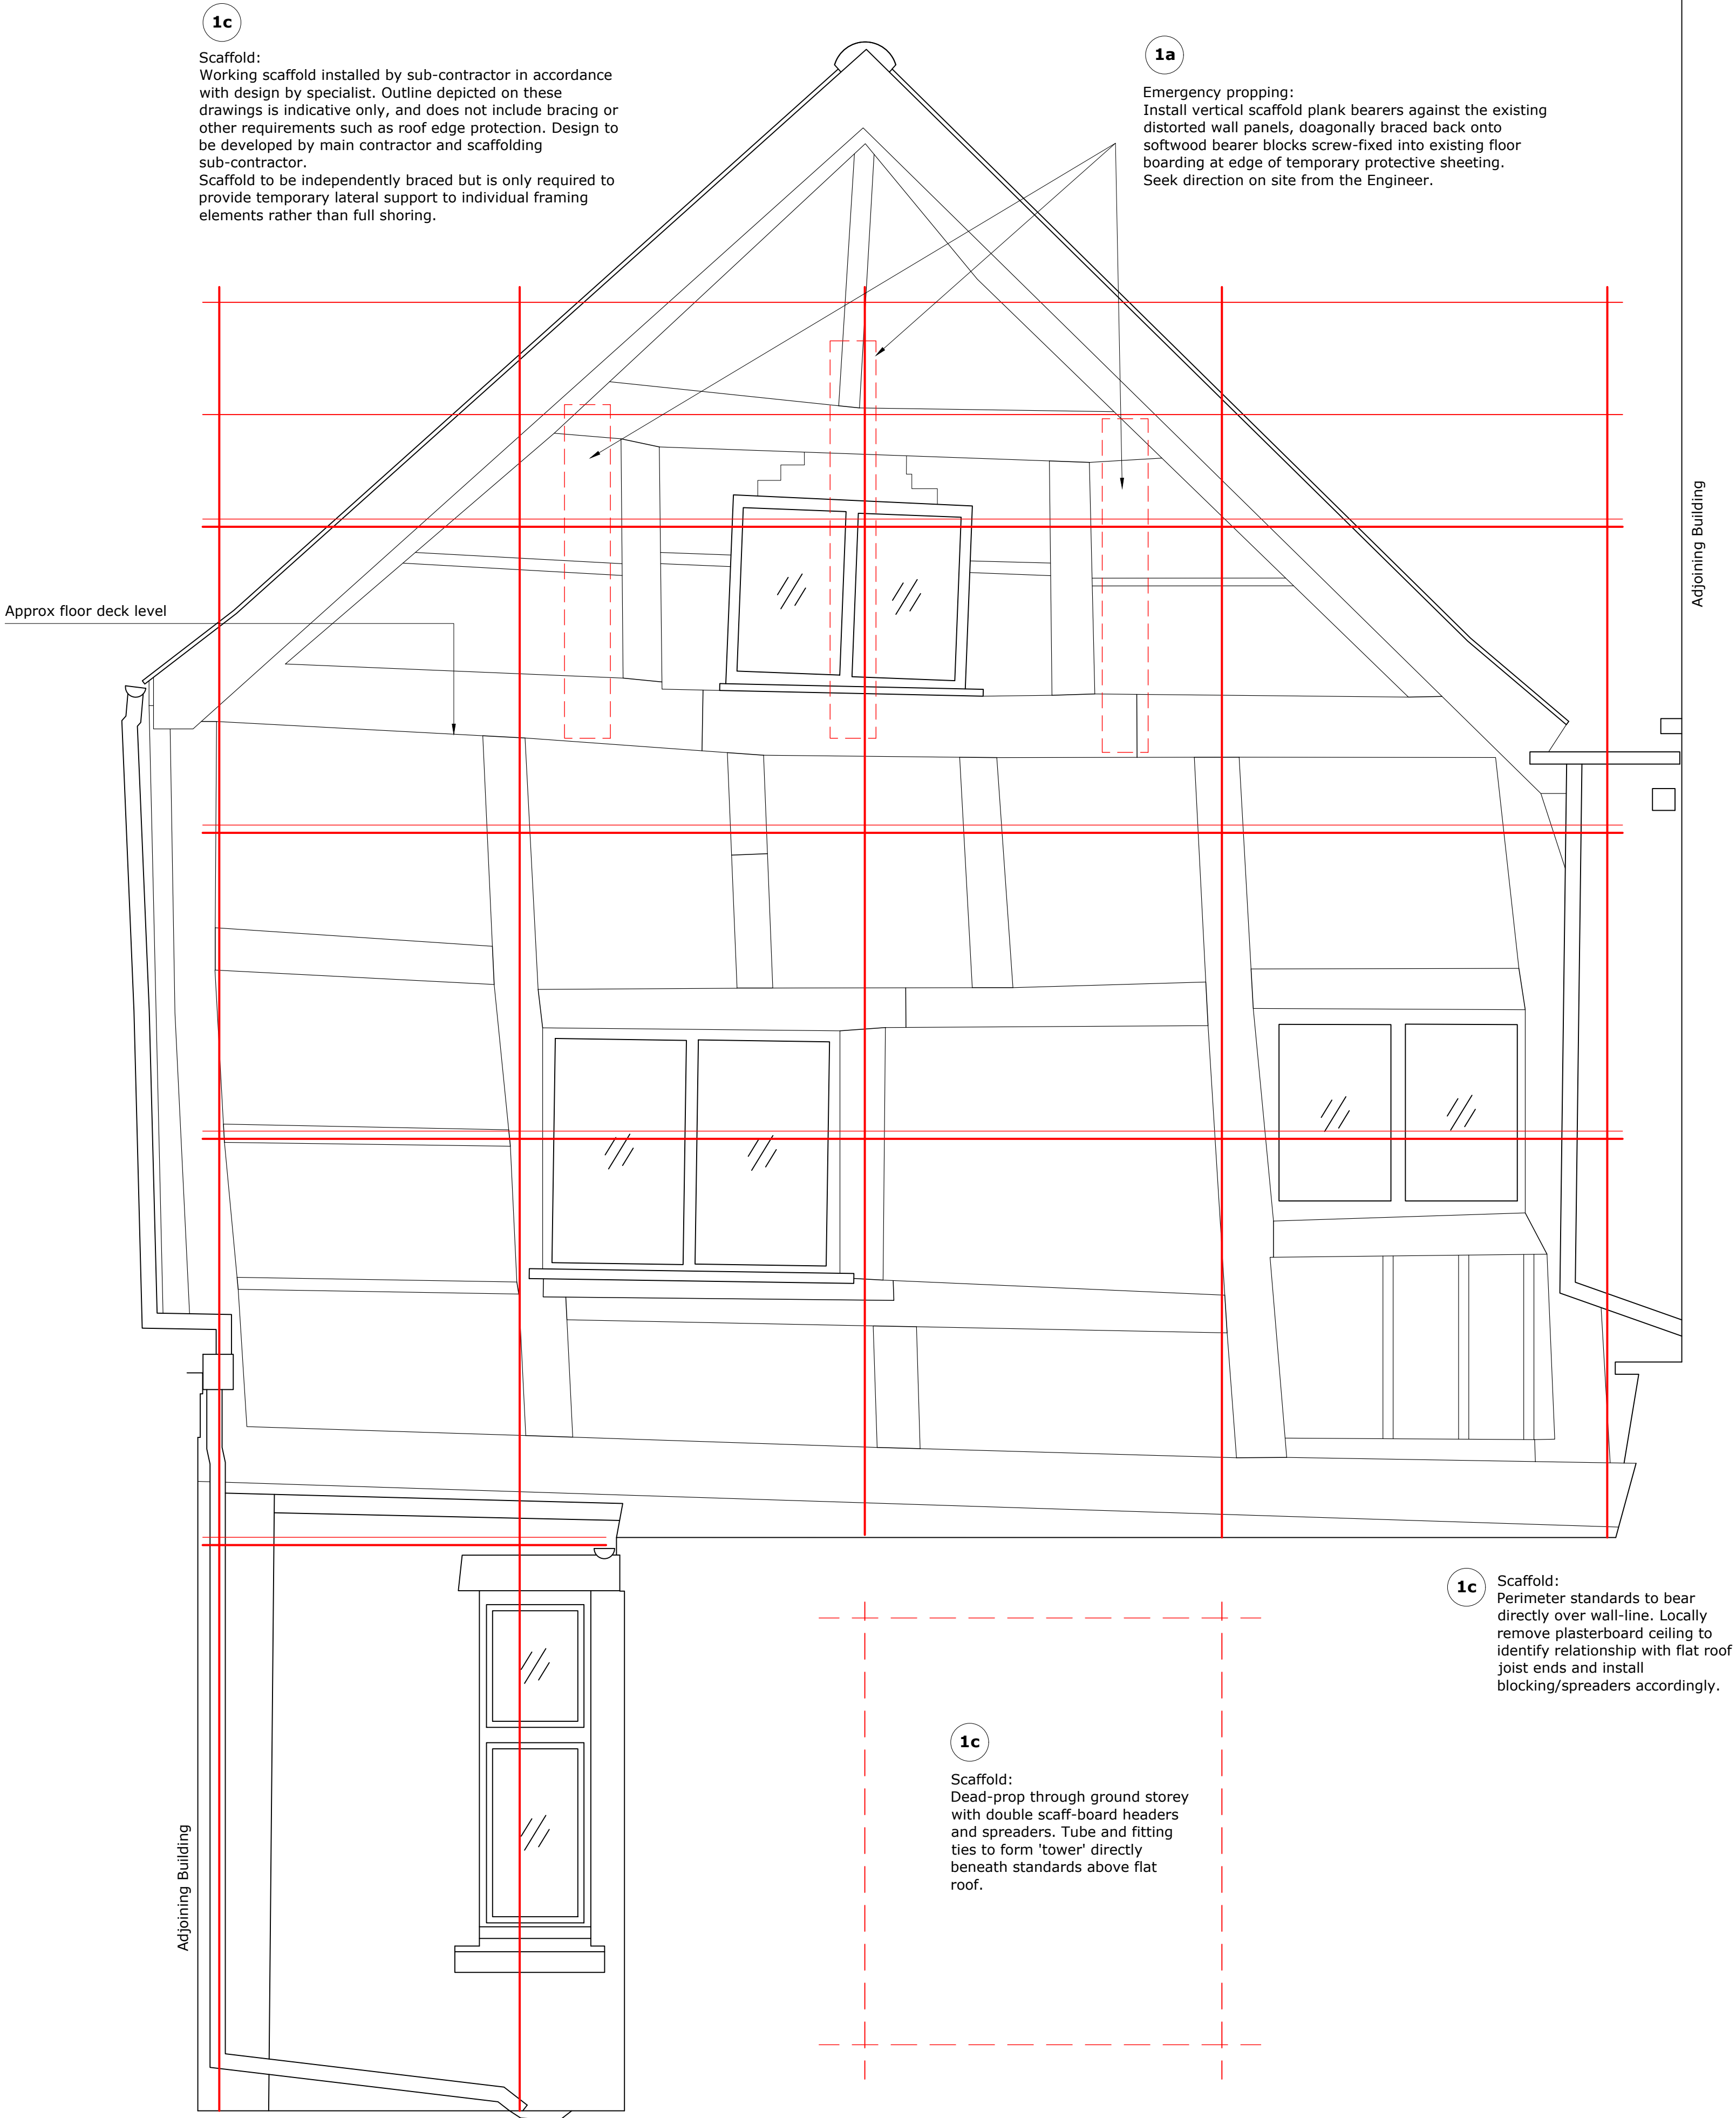 1c
Scaffold:
Working scaffold installed by sub-contractor in accordance
with design by specialist. Outline depicted on these
drawings is indicative only, and does not include bracing or
other requirements such as roof edge protection. Design to
be developed by main contractor and scaffolding
sub-contractor.
Scaffold to be independently braced but is only required to
provide temporary lateral support to individual framing
elements rather than full shoring.
1a
Emergency propping:
Install vertical scaffold plank bearers against the existing
distorted wall panels, doagonally braced back onto
softwood bearer blocks screw-fixed into existing floor
boarding at edge of temporary protective sheeting.
Seek direction on site from the Engineer.
Adjoining Building
Approx floor deck level
1c
Scaffold:
Perimeter standards to bear
directly over wall-line. Locally
remove plasterboard ceiling to
identify relationship with flat roof
joist ends and install
blocking/spreaders accordingly.
1c
Scaffold:
Dead-prop through ground storey
with double scaff-board headers
and spreaders. Tube and fitting
ties to form 'tower' directly
beneath standards above flat
roof.
Adjoining Building